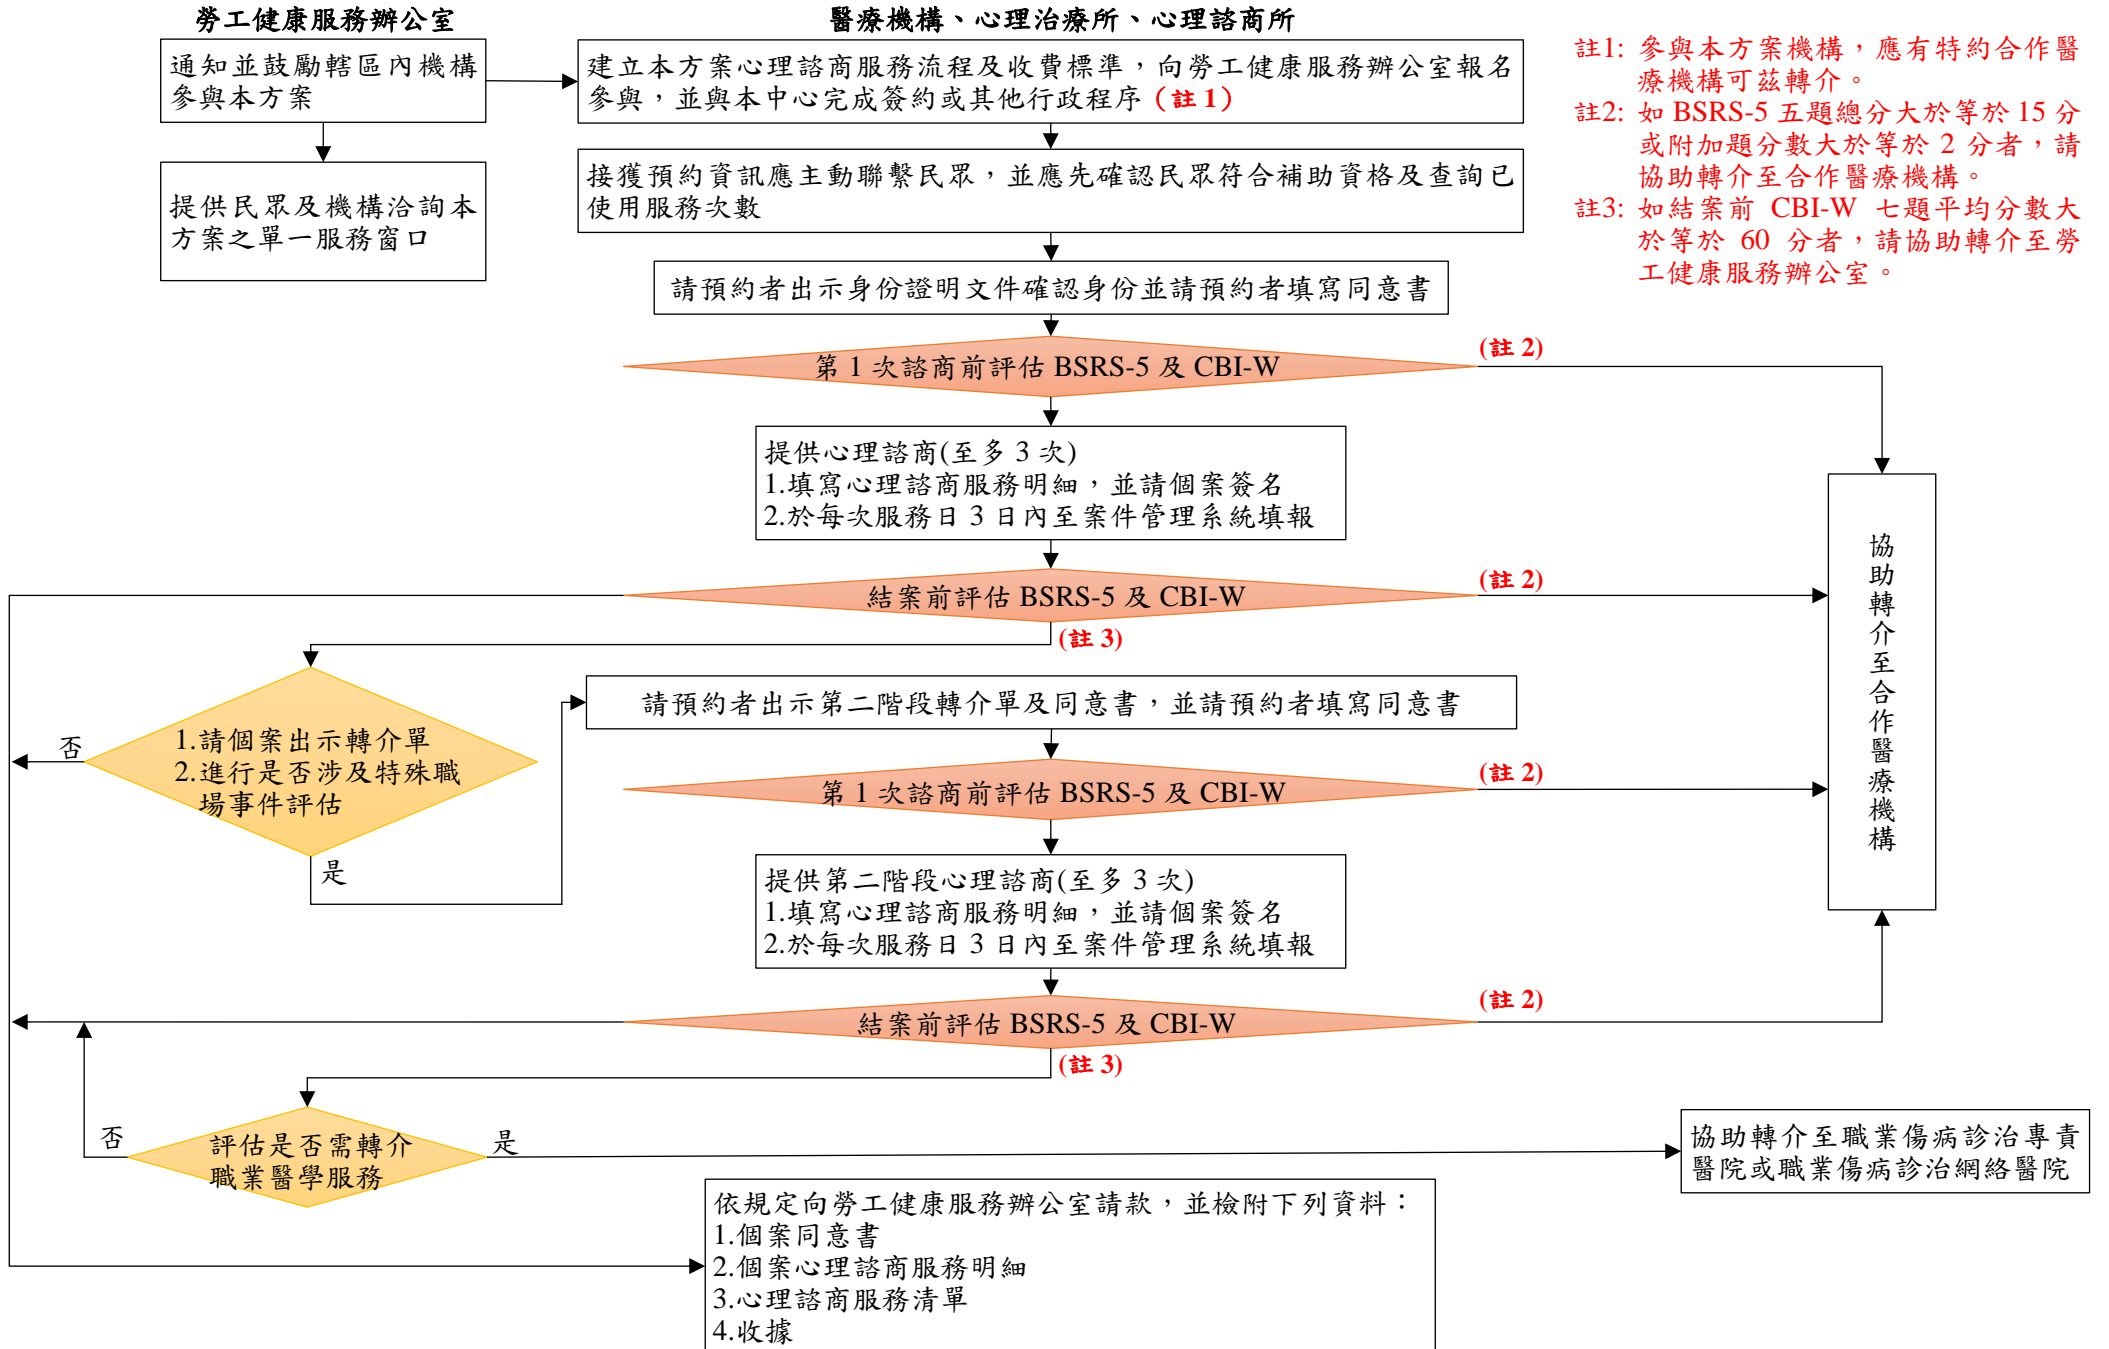 勞工健康服務辦公室
通知並鼓勵轄區內機構
參與本方案
提供民眾及機構洽詢本
方案之單一服務窗口
醫療機構、心理治療所、心理諮商所
建立本方案心理諮商服務流程及收費標準，向勞工健康服務辦公室報名
參與，並與本中心完成簽約或其他行政程序（註1）
接獲預約資訊應主動聯繫民眾，並應先確認民眾符合補助資格及查詢已
使用服務次數
請預約者出示身份證明文件確認身份並請預約者填寫同意書
註1: 參與本方案機構，應有特約合作醫
療機構可茲轉介。
註2: 如 BSRS-5 五題總分大於等於 15 分
或附加題分數大於等於 2 分者，請
協助轉介至合作醫療機構。
註3: 如結案前 CBI-W 七題平均分數大
於等於 60 分者，請協助轉介至勞
工健康服務辦公室。
第 1 次諮商前評估 BSRS-5 及 CBI-W
(註 2)
提供心理諮商(至多 3 次)
1.填寫心理諮商服務明細，並請個案簽名
2.於每次服務日 3 日內至案件管理系統填報
結案前評估 BSRS-5 及 CBI-W
(註 2)
(註 3)
協助轉介至合作醫療機構
1.請個案出示轉介單
2.進行是否涉及特殊職
場事件評估
否
是
請預約者出示第二階段轉介單及同意書，並請預約者填寫同意書
第 1 次諮商前評估 BSRS-5 及 CBI-W
(註 2)
提供第二階段心理諮商(至多 3 次)
1.填寫心理諮商服務明細，並請個案簽名
2.於每次服務日 3 日內至案件管理系統填報
結案前評估 BSRS-5 及 CBI-W
(註 2)
(註 3)
否
評估是否需轉介
職業醫學服務
是
協助轉介至職業傷病診治專責
醫院或職業傷病診治網絡醫院
依規定向勞工健康服務辦公室請款，並檢附下列資料：
1.個案同意書
2.個案心理諮商服務明細
3.心理諮商服務清單
4.收據